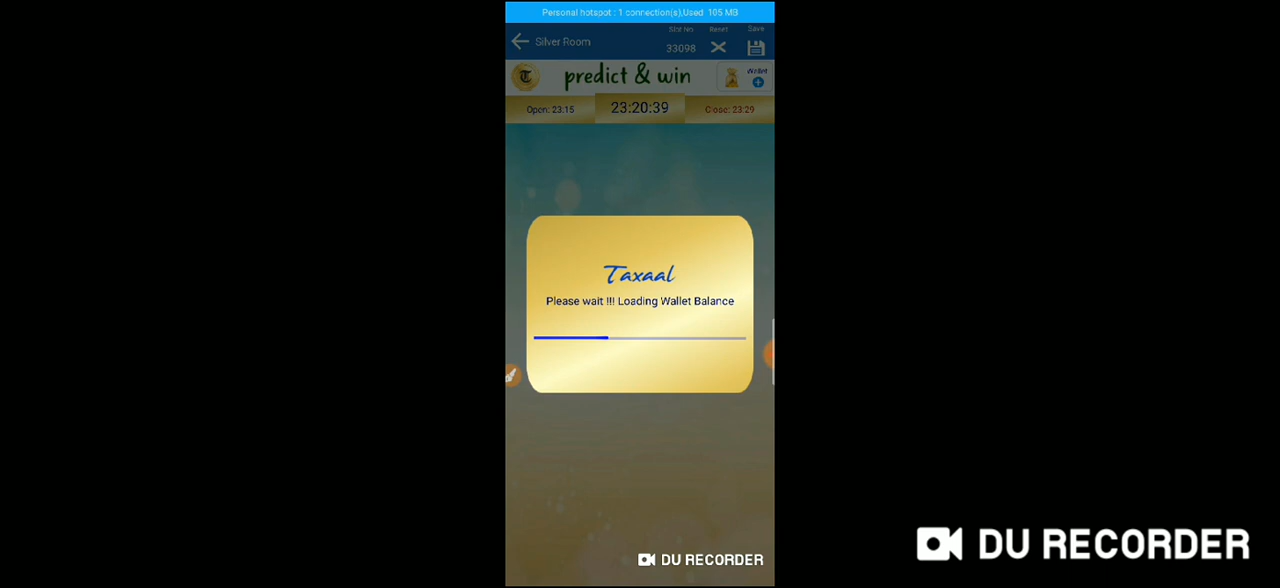 Personal hotspot : 1 connection(s),Used 105 MB
Slot No Reset Save
Silver Room
33098
predict & win
Wallet
Open: 23:15 23:20:39 Close: 23:29
Taxaal
Please wait !!! Loading Wallet Balance
DU RECORDER
DU RECORDER